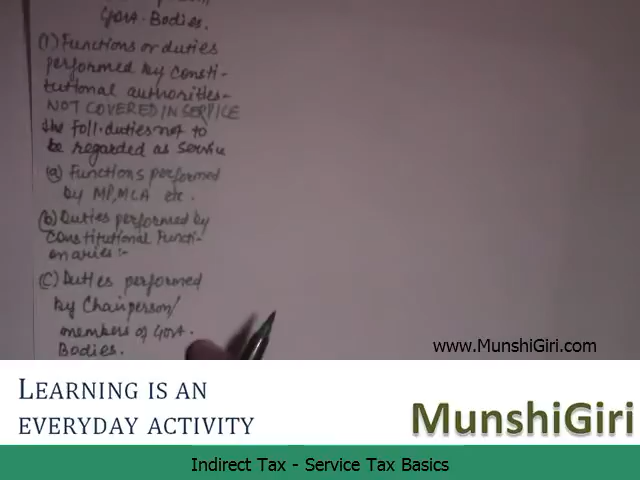 Govt. Bodies.
(1) Functions or duties
performed by consti-
tutional authorities-
NOT COVERED IN SERVICE
the foll. duties not to
be regarded as service
(a) Functions performed
by MP, MLA etc.
(b) Duties performed by
constitutional Functi-
onaries:-
(C) Duties performed
by Chairperson/
members of Govt.
Bodies.
www.MunshiGiri.com
LEARNING IS AN
EVERYDAY ACTIVITY
MunshiGiri
Indirect Tax - Service Tax Basics